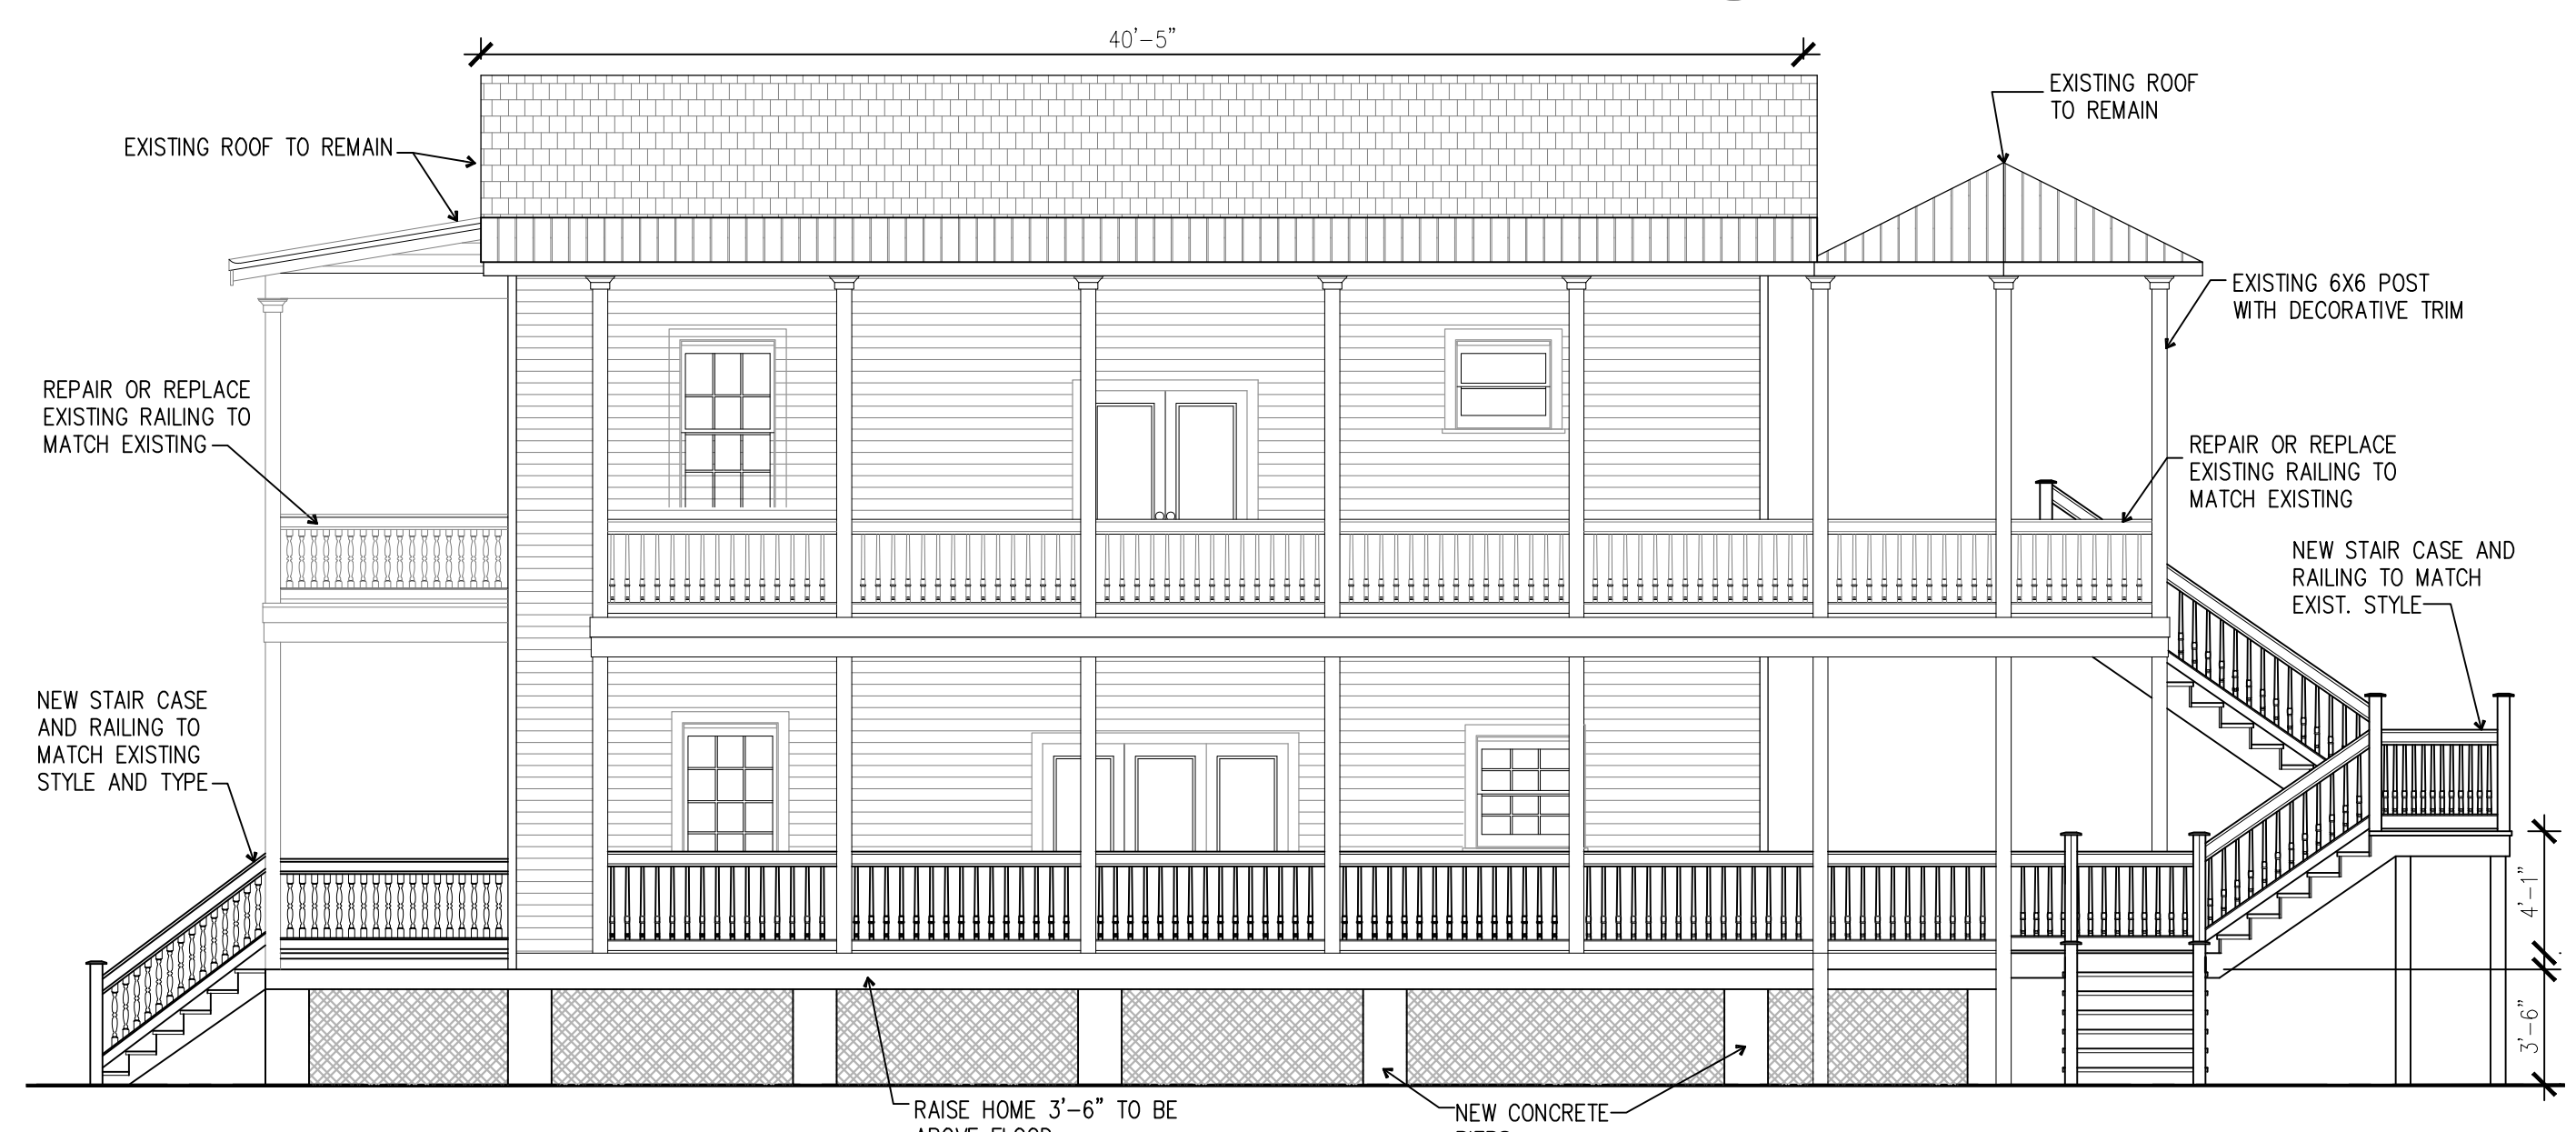 40'-5"
EXISTING ROOF
TO REMAIN
EXISTING ROOF TO REMAIN
EXISTING 6X6 POST
WITH DECORATIVE TRIM
REPAIR OR REPLACE
EXISTING RAILING TO
MATCH EXISTING
REPAIR OR REPLACE
EXISTING RAILING TO
MATCH EXISTING
NEW STAIR CASE AND
RAILING TO MATCH
EXIST. STYLE
NEW STAIR CASE
AND RAILING TO
MATCH EXISTING
STYLE AND TYPE
4'-1"
3'-6"
RAISE HOME 3'-6" TO BE
ABOVE FLOOD
NEW CONCRETE
PIERS